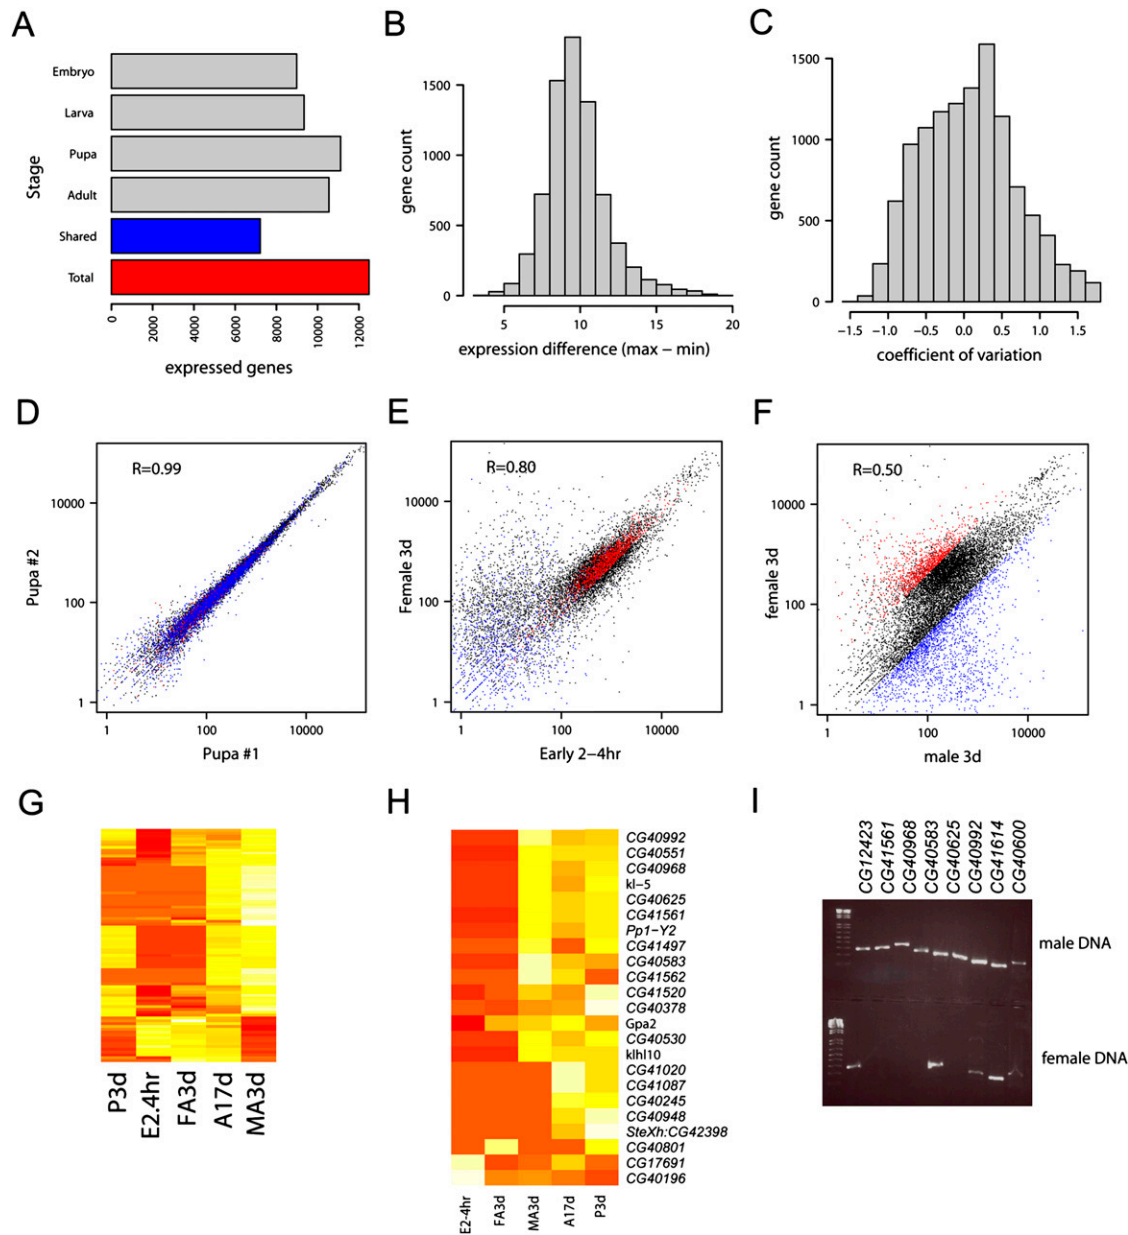 A
Embryo
Larva
Pupa
Adult
Shared
Total
Stage
0
2000
4000
6000
8000
10000
12000
expressed genes
B
1500
1000
500
0
gene count
5
10
15
20
expression difference (max − min)
C
1500
1000
500
0
gene count
−1.5
−1.0
−0.5
0.0
0.5
1.0
1.5
coefficient of variation
D
R=0.99
10000
100
1
Pupa #2
1
100
10000
Pupa #1
E
R=0.80
10000
100
1
Female 3d
1
100
10000
Early 2−4hr
F
R=0.50
10000
100
1
female 3d
1
100
10000
male 3d
G
P3d
E2.4hr
FA3d
A17d
MA3d
H
CG40992
CG40551
CG40968
kl−5
CG40625
CG41561
Pp1−Y2
CG41497
CG40583
CG41562
CG41520
CG40378
Gpa2
CG40530
klhl10
CG41020
CG41087
CG40245
CG40948
SteXh:CG42398
CG40801
CG17691
CG40196
E2-4hr
FA3d
MA3d
A17d
P3d
I
CG12423
CG41561
CG40968
CG40583
CG40625
CG40992
CG41614
CG40600
male DNA
female DNA